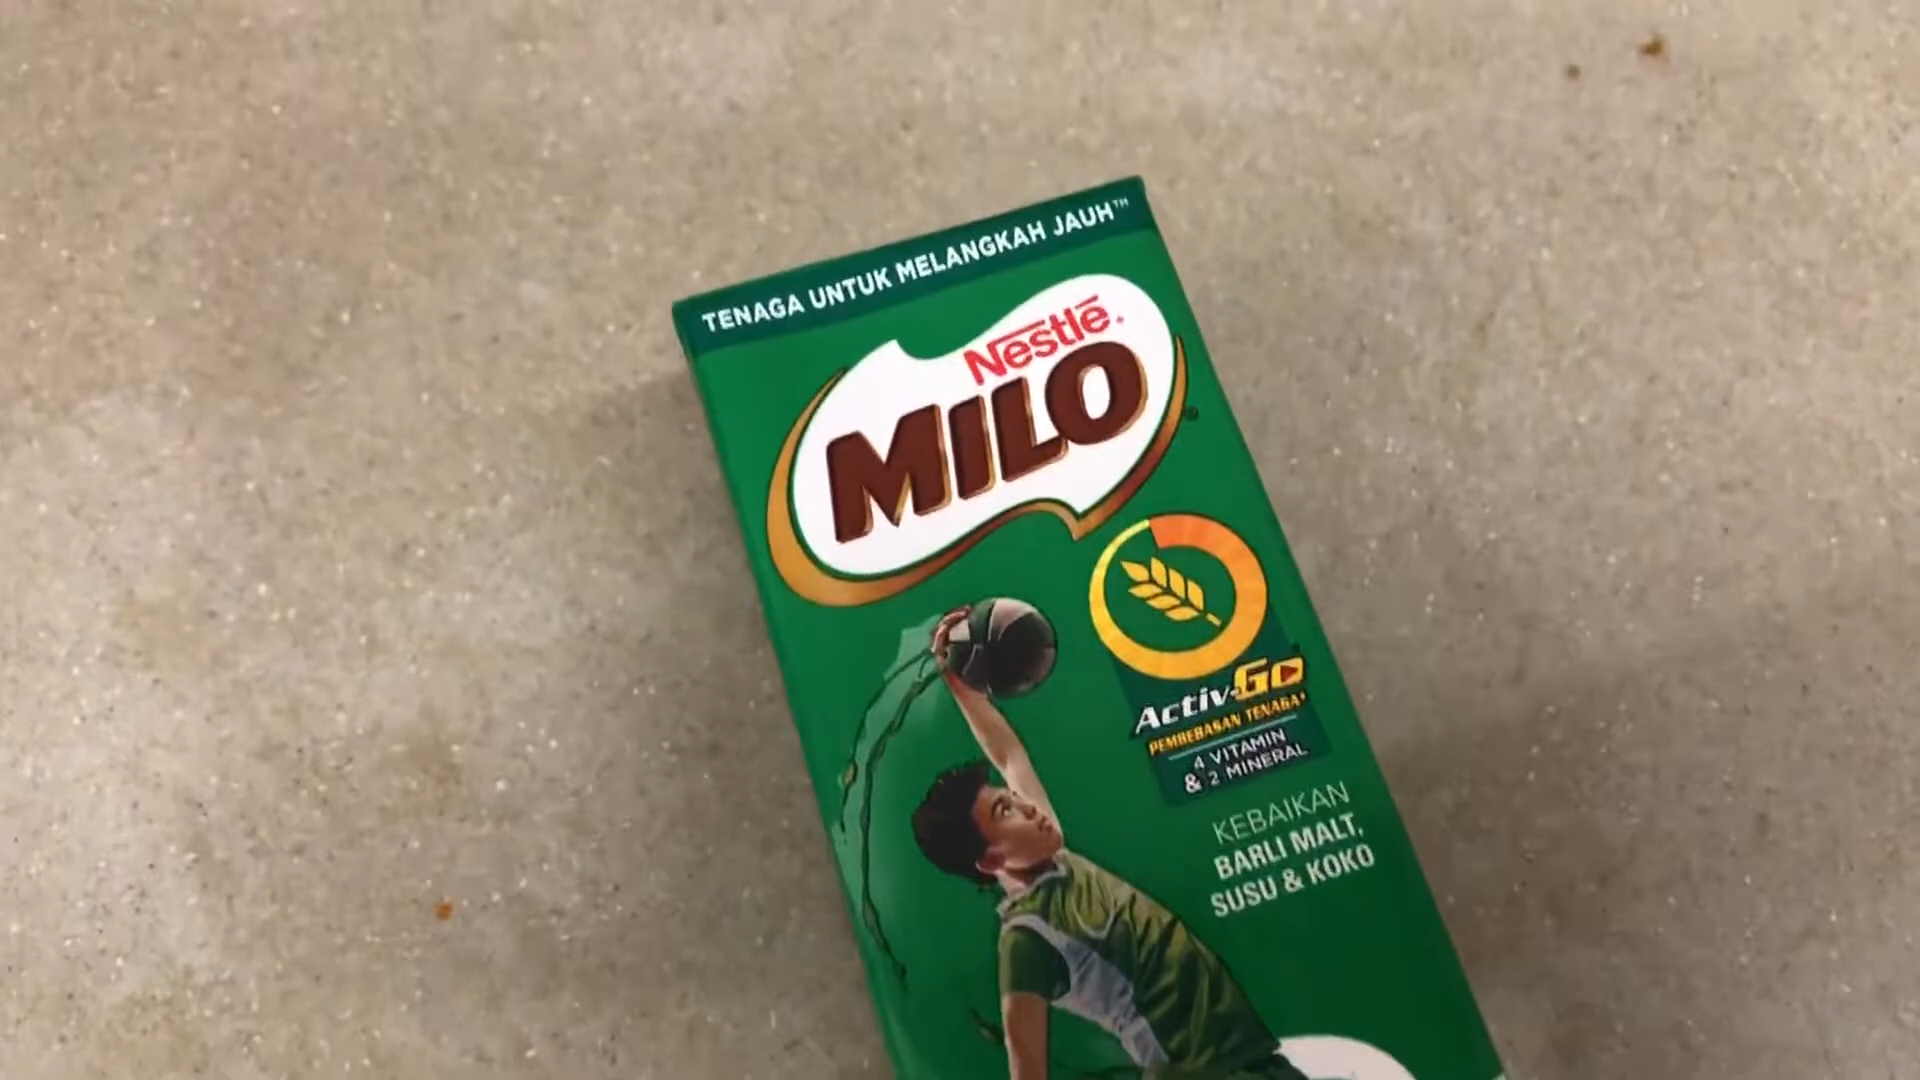 TENAGA UNTUK MELANGKAH JAUH™
Nestlé®
MILO®
Activ-Go
PEMBEBASAN TENAGA
4 VITAMIN
& 2 MINERAL
KEBAIKAN
BARLI MALT,
SUSU & KOKO